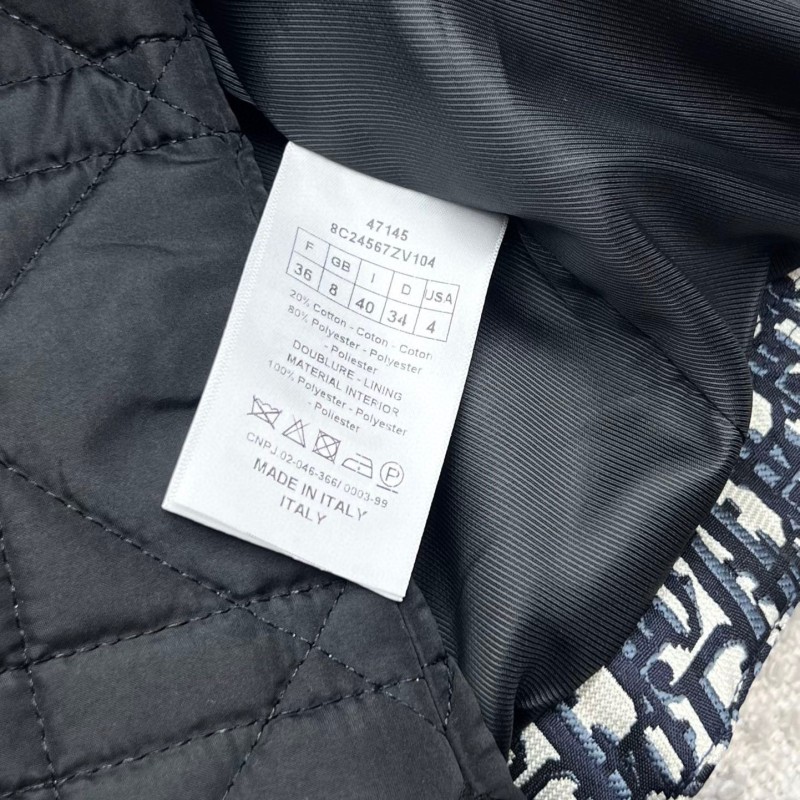 47145
8C24567ZV104
F GB I D USA
36 8 40 34 4
20% Cotton - Coton - Coton
80% Polyester - Polyester
- Poliester
DOUBLURE - LINING
MATERIAL INTERIOR
100% Polyester - Polyester
- Poliester
P
CNPJ.02-046-366/ 0003-99
MADE IN ITALY
ITALY